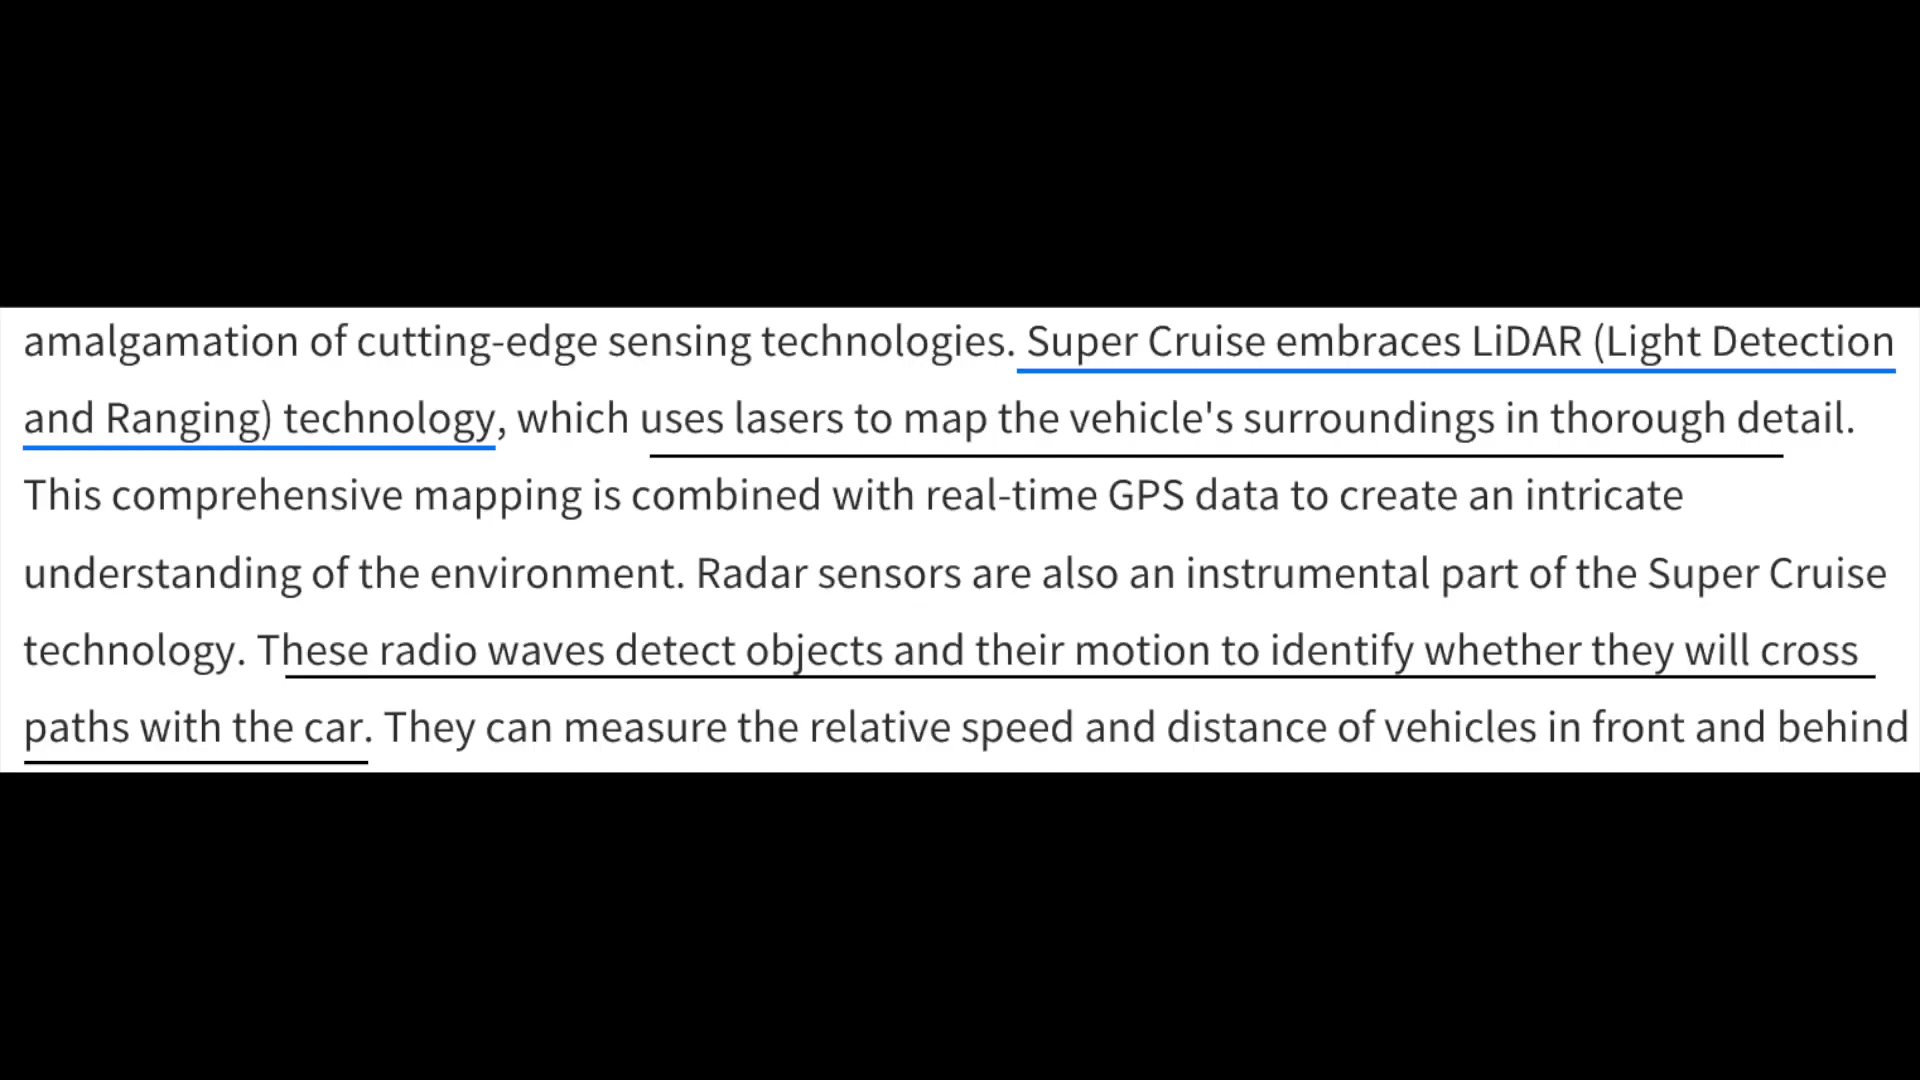 amalgamation of cutting-edge sensing technologies. Super Cruise embraces LiDAR (Light Detection
and Ranging) technology, which uses lasers to map the vehicle's surroundings in thorough detail.
This comprehensive mapping is combined with real-time GPS data to create an intricate
understanding of the environment. Radar sensors are also an instrumental part of the Super Cruise
technology. These radio waves detect objects and their motion to identify whether they will cross
paths with the car. They can measure the relative speed and distance of vehicles in front and behind